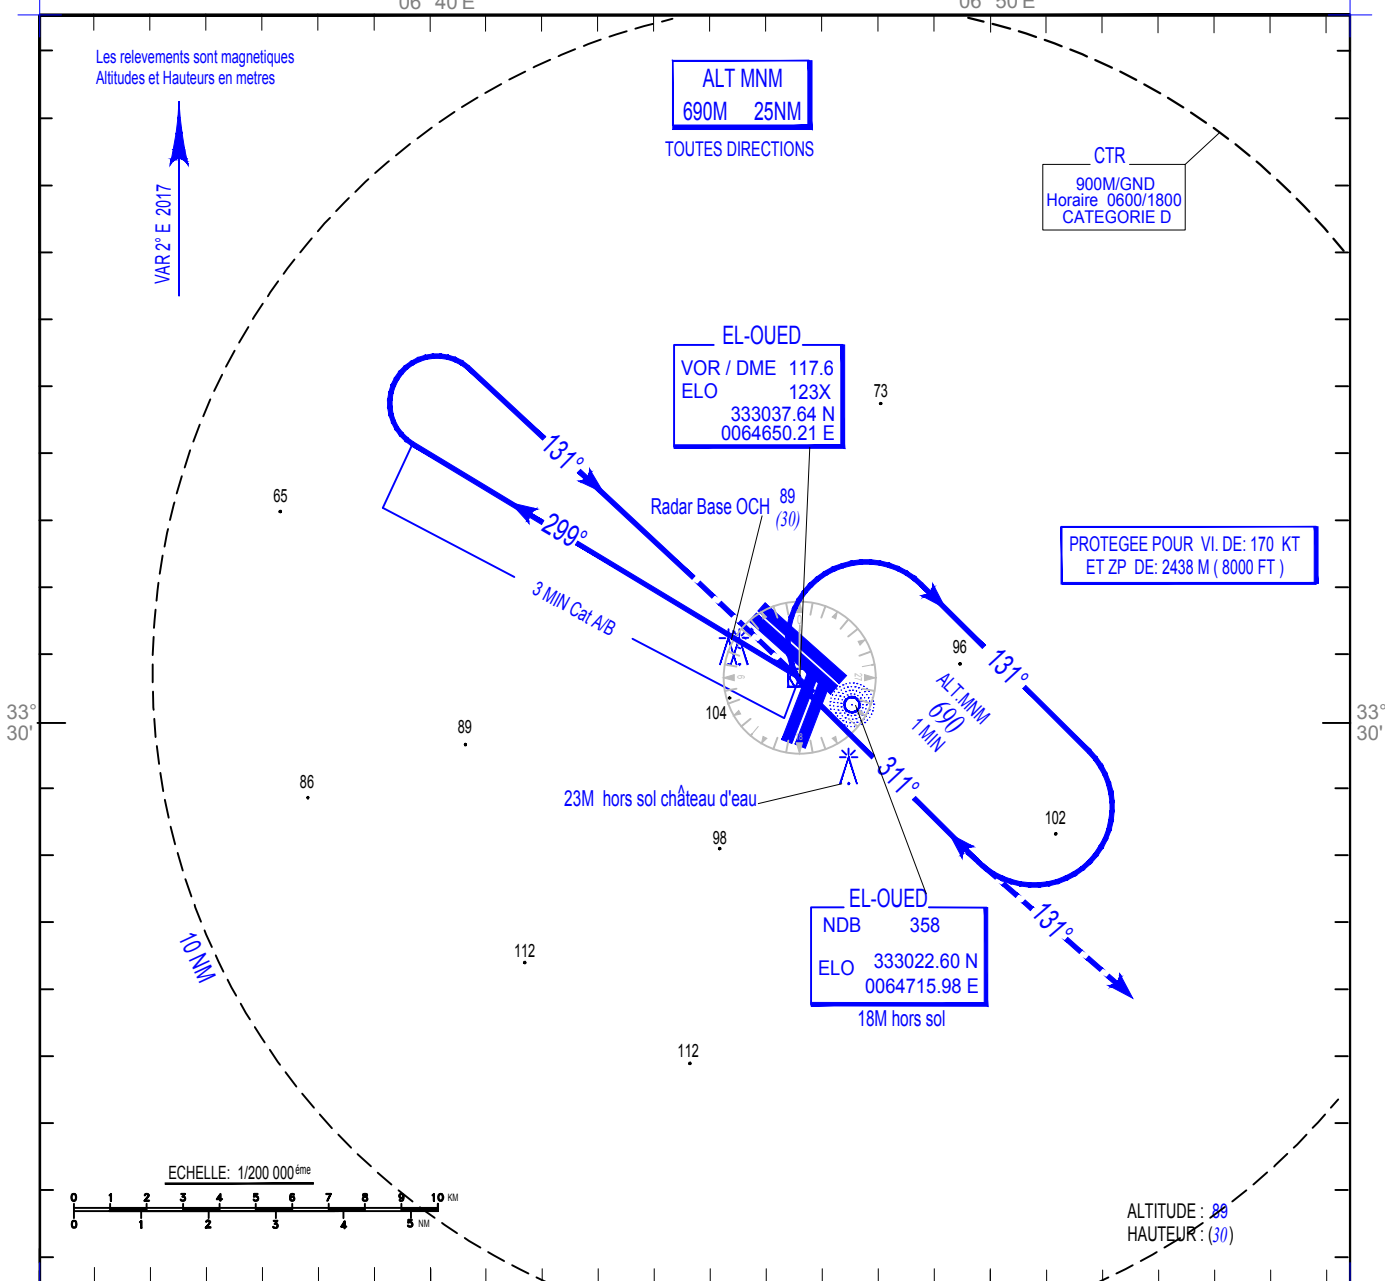 06° 40'E
06° 50'E
Les relevements sont magnetiques
Altitudes et Hauteurs en metres
VAR 2° E 2017
ALT MNM
690M 25NM
TOUTES DIRECTIONS
CTR
900M/GND
Horaire 0600/1800
CATEGORIE D
EL-OUED
VOR / DME 117.6
ELO 123X
333037.64 N
0064650.21 E
73
131°
65
299°
Radar Base OCH 89
(30)
PROTEGEE POUR VI. DE: 170 KT
ET ZP DE: 2438 M ( 8000 FT )
3 MIN Cat A/B
96
131°
ALT.MNM
690
1 MIN
104
33°
30'
33°
30'
89
86
311°
23M hors sol château d'eau
98
102
EL-OUED
NDB 358
ELO 333022.60 N
0064715.98 E
18M hors sol
131°
10 NM
112
112
ECHELLE: 1/200 000éme
0 1 2 3 4 5 6 7 8 9 10 KM
0 1 2 3 4 5 NM
ALTITUDE : 89
HAUTEUR : (30)